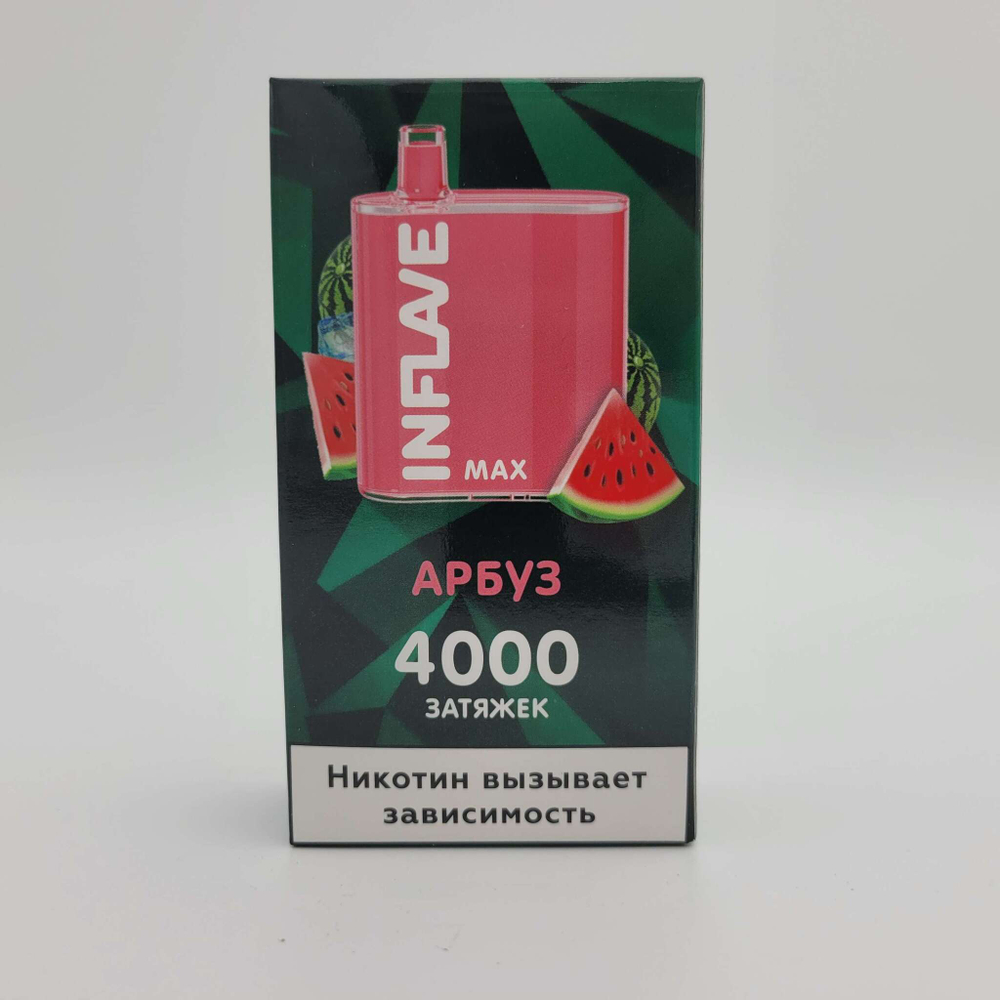 INFLAVE
MAX
АРБУЗ
4000
ЗАТЯЖЕК
Никотин вызывает
зависимость